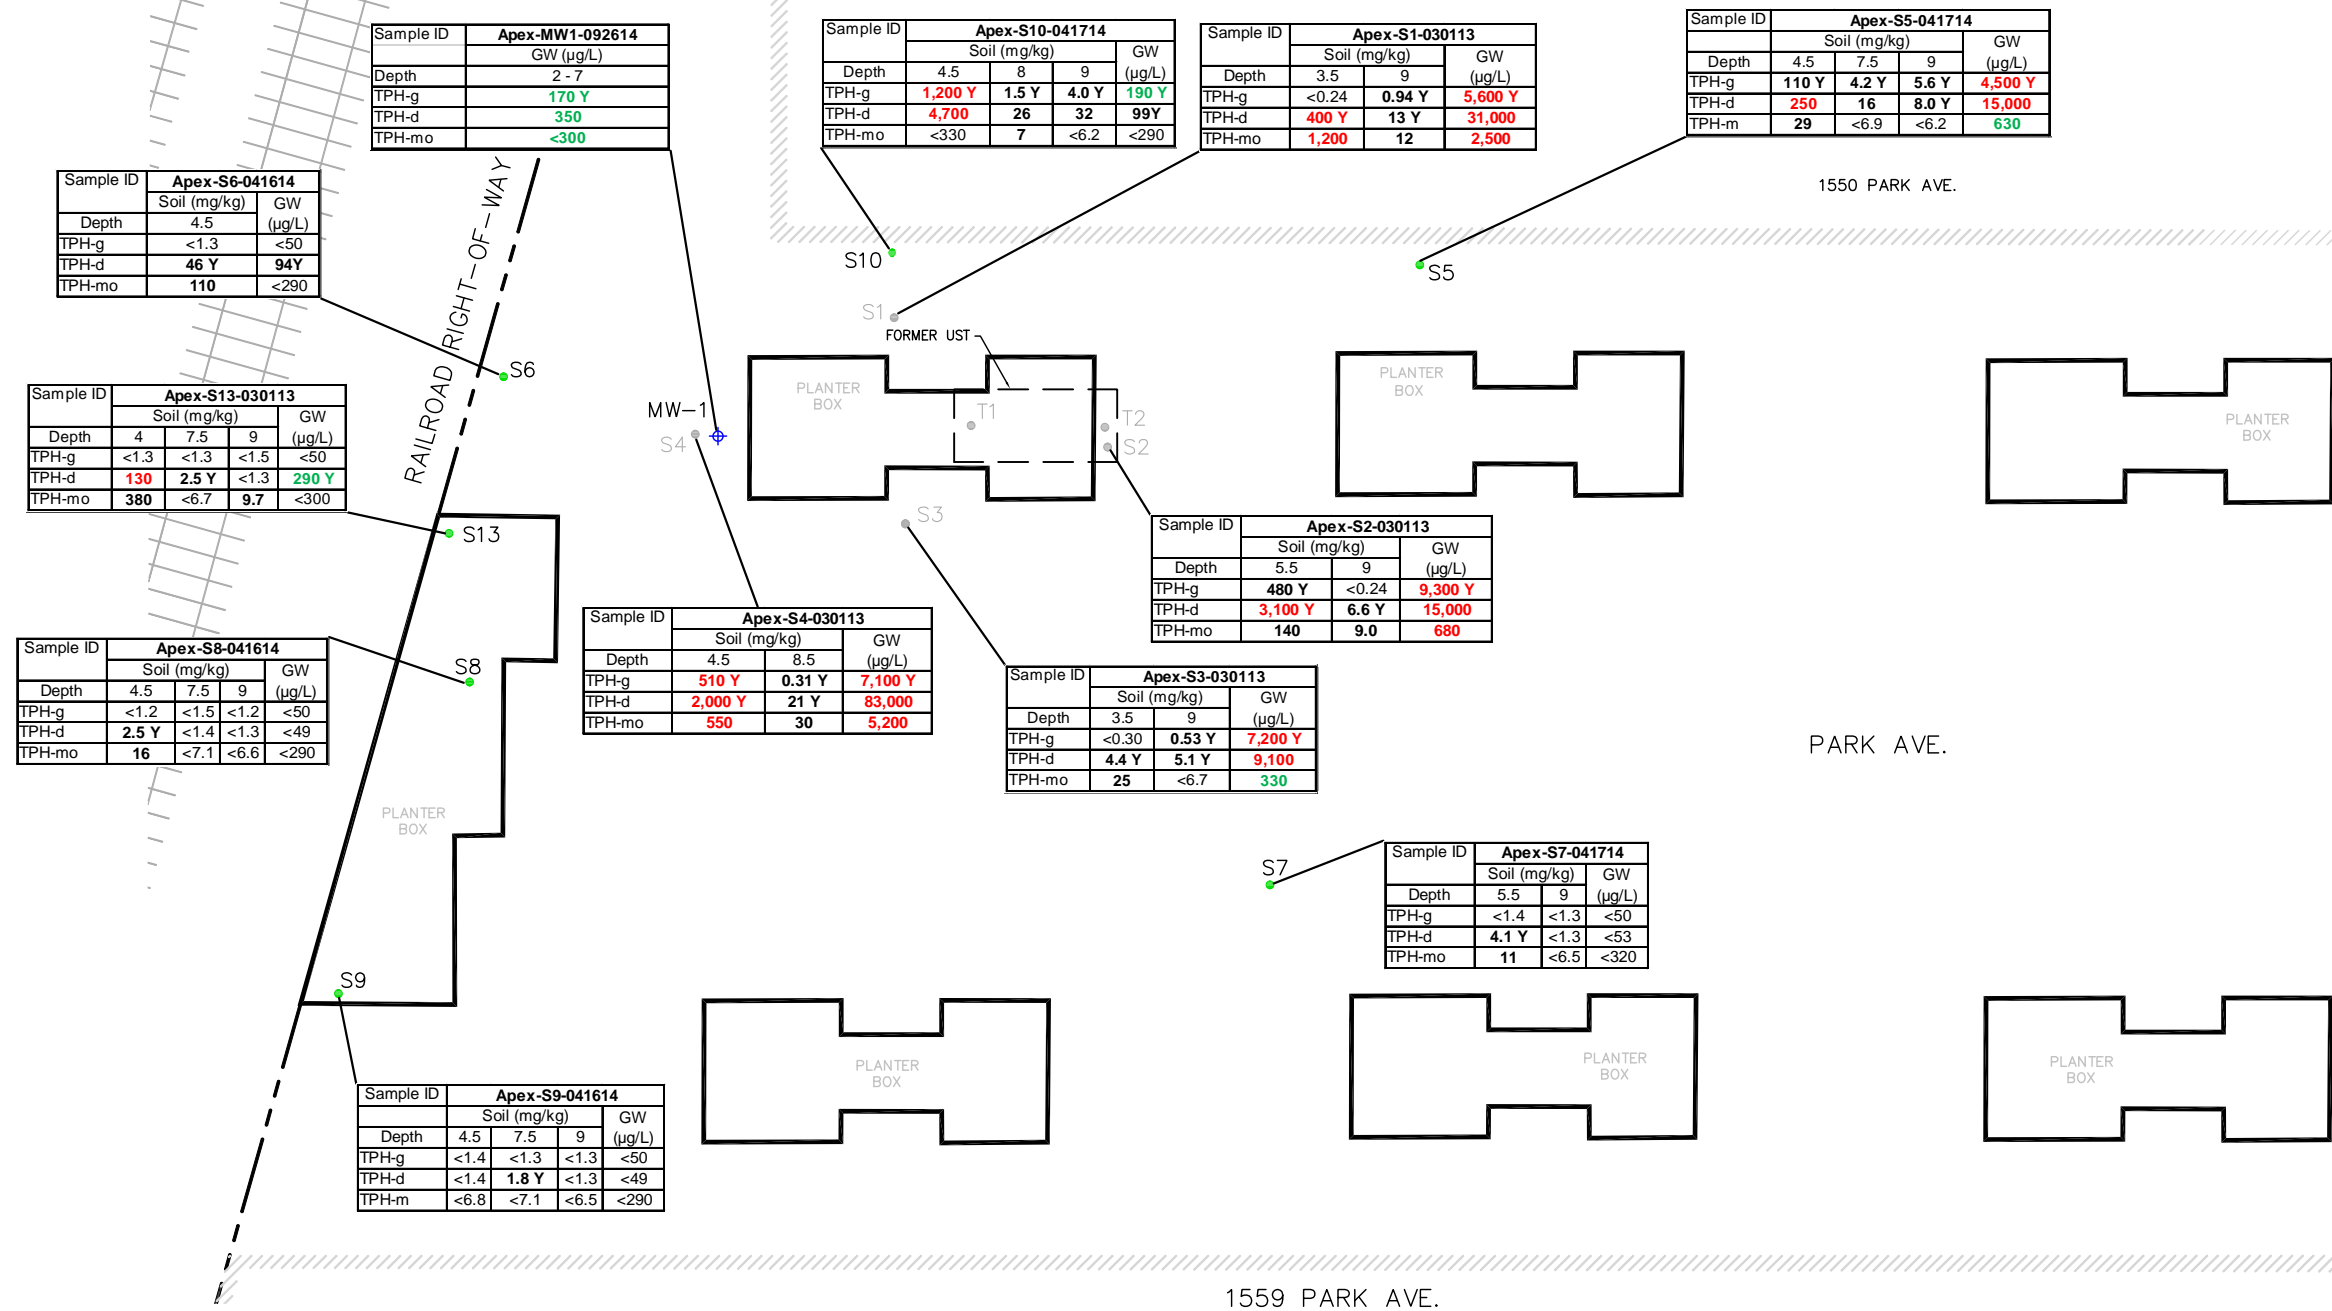 Sample ID Apex-MW1-092614
GW (µg/L)
Depth 2 - 7
TPH-g 170 Y
TPH-d 350
TPH-mo <300
Sample ID Apex-S10-041714
Soil (mg/kg) GW
Depth 4.5 8 9 (µg/L)
TPH-g 1,200 Y 1.5 Y 4.0 Y 190 Y
TPH-d 4,700 26 32 99Y
TPH-mo <330 7 <6.2 <290
Sample ID Apex-S1-030113
Soil (mg/kg) GW
Depth 3.5 9 (µg/L)
TPH-g <0.24 0.94 Y 5,600 Y
TPH-d 400 Y 13 Y 31,000
TPH-mo 1,200 12 2,500
Sample ID Apex-S5-041714
Soil (mg/kg) GW
Depth 4.5 7.5 9 (µg/L)
TPH-g 110 Y 4.2 Y 5.6 Y 4,500 Y
TPH-d 250 16 8.0 Y 15,000
TPH-m 29 <6.9 <6.2 630
1550 PARK AVE.
Sample ID Apex-S6-041614
Soil (mg/kg) GW
Depth 4.5 (µg/L)
TPH-g <1.3 <50
TPH-d 46 Y 94Y
TPH-mo 110 <290
RAILROAD RIGHT-OF-WAY
S10
S5
S1
FORMER UST
S6
PLANTER
BOX
PLANTER
BOX
PLANTER
BOX
MW-1
S4
T1
T2
S2
Sample ID Apex-S13-030113
Soil (mg/kg) GW
Depth 4 7.5 9 (µg/L)
TPH-g <1.3 <1.3 <1.5 <50
TPH-d 130 2.5 Y <1.3 290 Y
TPH-mo 380 <6.7 9.7 <300
S13
S3
Sample ID Apex-S2-030113
Soil (mg/kg) GW
Depth 5.5 9 (µg/L)
TPH-g 480 Y <0.24 9,300 Y
TPH-d 3,100 Y 6.6 Y 15,000
TPH-mo 140 9.0 680
Sample ID Apex-S8-041614
Soil (mg/kg) GW
Depth 4.5 7.5 9 (µg/L)
TPH-g <1.2 <1.5 <1.2 <50
TPH-d 2.5 Y <1.4 <1.3 <49
TPH-mo 16 <7.1 <6.6 <290
S8
Sample ID Apex-S4-030113
Soil (mg/kg) GW
Depth 4.5 8.5 (µg/L)
TPH-g 510 Y 0.31 Y 7,100 Y
TPH-d 2,000 Y 21 Y 83,000
TPH-mo 550 30 5,200
Sample ID Apex-S3-030113
Soil (mg/kg) GW
Depth 3.5 9 (µg/L)
TPH-g <0.30 0.53 Y 7,200 Y
TPH-d 4.4 Y 5.1 Y 9,100
TPH-mo 25 <6.7 330
PARK AVE.
PLANTER
BOX
S7
Sample ID Apex-S7-041714
Soil (mg/kg) GW
Depth 5.5 9 (µg/L)
TPH-g <1.4 <1.3 <50
TPH-d 4.1 Y <1.3 <53
TPH-mo 11 <6.5 <320
S9
PLANTER
BOX
PLANTER
BOX
PLANTER
BOX
Sample ID Apex-S9-041614
Soil (mg/kg) GW
Depth 4.5 7.5 9 (µg/L)
TPH-g <1.4 <1.3 <1.3 <50
TPH-d <1.4 1.8 Y <1.3 <49
TPH-m <6.8 <7.1 <6.5 <290
1559 PARK AVE.